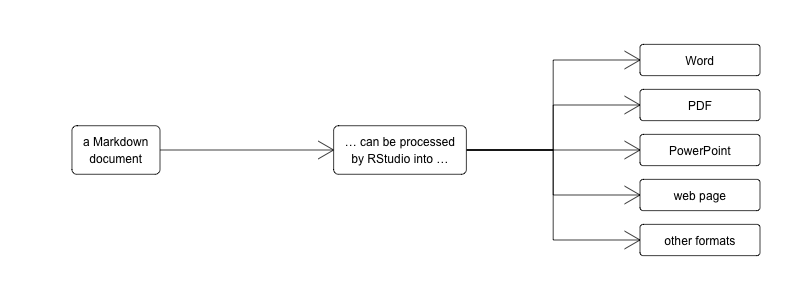 a Markdown
document
… can be processed
by RStudio into …
Word
PDF
PowerPoint
web page
other formats